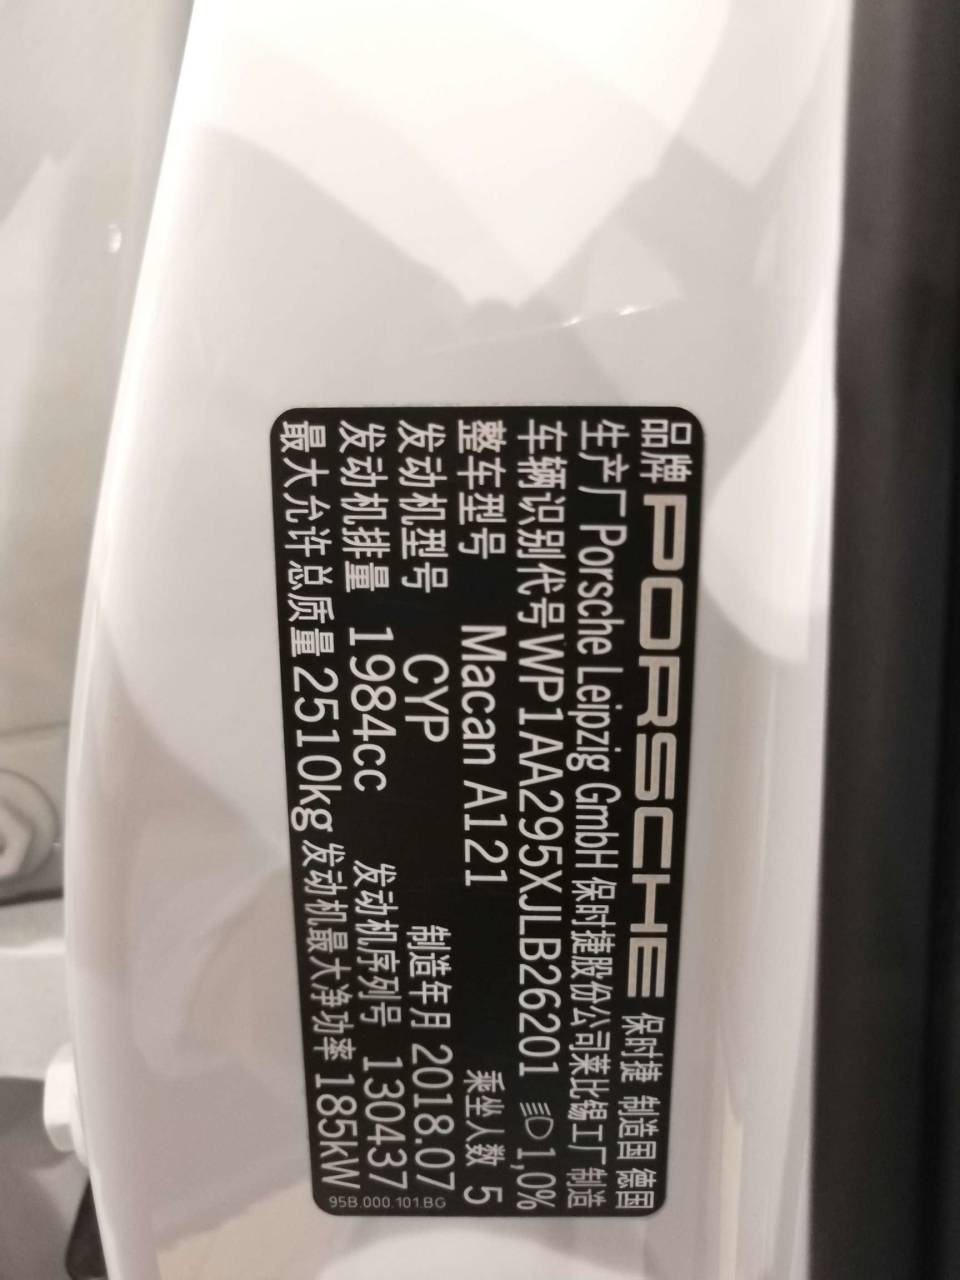 品牌 PORSCHE 保时捷 制造国 德国
生产厂 Porsche Leipzig GmbH 保时捷股份公司莱比锡工厂 制造
车辆识别代号 WP1AA295XJLB26201 1,0%
整车型号 Macan A121 乘坐人数 5
发动机型号 CYP 制造年月 2018.07
发动机排量 1984cc 发动机序列号 130437
最大允许总质量 2510kg 发动机最大净功率 185kW
95B.000.101.BG